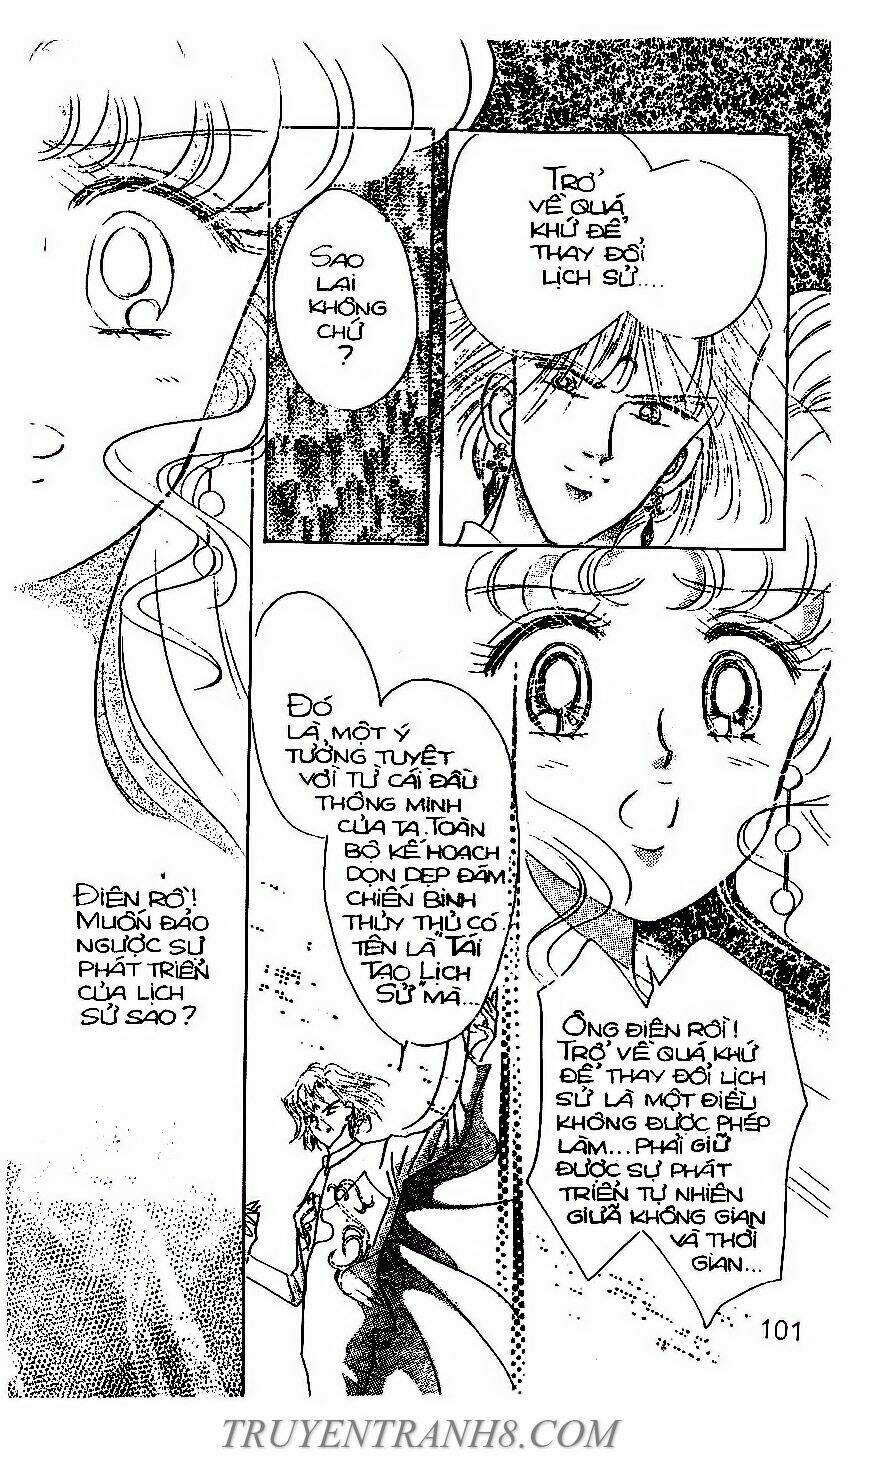 TRỞ
VỀ QUÁ
KHỨ ĐỂ
THAY ĐỔI
LỊCH SỬ....
SAO
LẠI
KHÔNG
CHỨ
?
ĐÓ
LÀ MỘT Ý
TƯỞNG TUYỆT
VỜI TỪ CÁI ĐẦU
THÔNG MINH
CỦA TA. TOÀN
BỘ KẾ HOẠCH
DỌN DẸP ĐÁM
CHIẾN BINH
THỦY THỦ CÓ
TÊN LÀ "TÁI
TẠO LỊCH
SỬ" MÀ...
ĐIÊN RỒI!
MUỐN ĐẢO
NGƯỢC SỰ
PHÁT TRIỂN
CỦA LỊCH
SỬ SAO?
ÔNG ĐIÊN RỒI!
TRỞ VỀ QUÁ KHỨ
ĐỂ THAY ĐỔI LỊCH
SỬ LÀ MỘT ĐIỀU
KHÔNG ĐƯỢC PHÉP
LÀM... PHẢI GIỮ
ĐƯỢC SỰ PHÁT
TRIỂN TỰ NHIÊN
GIỮA KHÔNG GIAN
VÀ THỜI
GIAN...
101
TRUYENTRANH8.COM